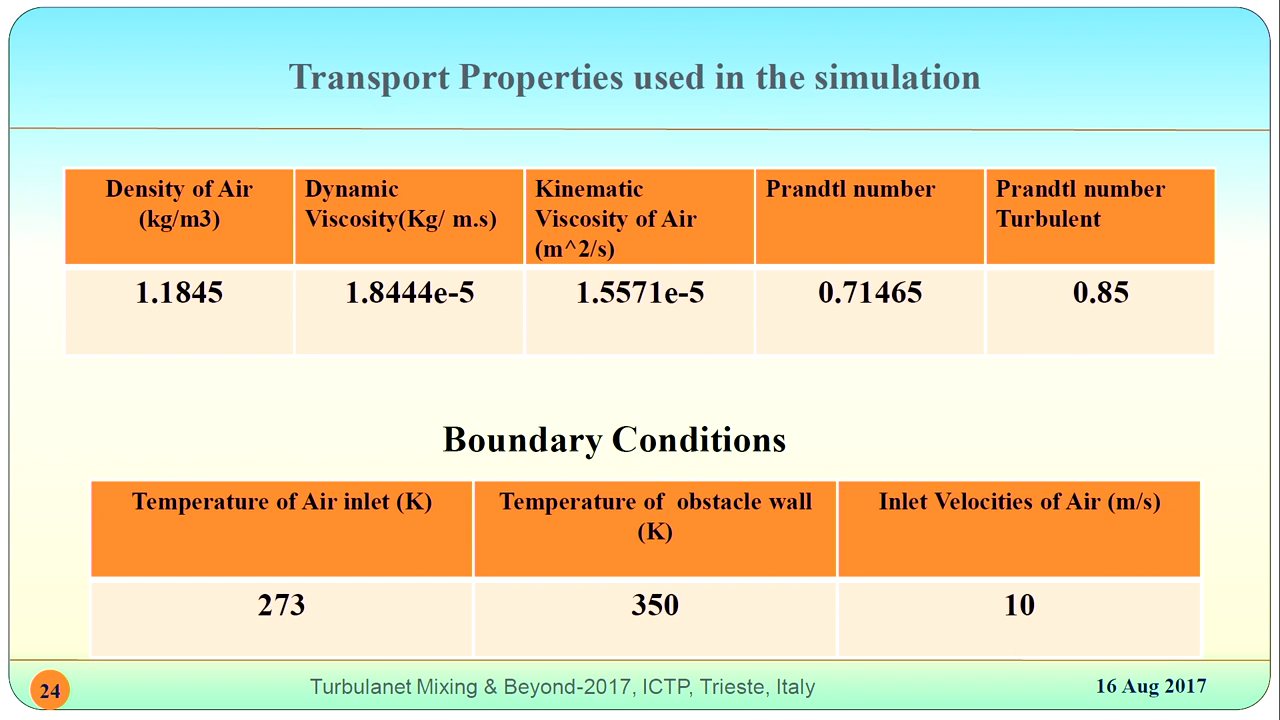 Transport Properties used in the simulation
Density of Air
(kg/m3)
Dynamic
Viscosity(Kg/ m.s)
Kinematic
Viscosity of Air
(m^2/s)
Prandtl number
Prandtl number
Turbulent
1.1845
1.8444e-5
1.5571e-5
0.71465
0.85
Boundary Conditions
Temperature of Air inlet (K)
Temperature of obstacle wall
(K)
Inlet Velocities of Air (m/s)
273
350
10
24
Turbulanet Mixing & Beyond-2017, ICTP, Trieste, Italy
16 Aug 2017